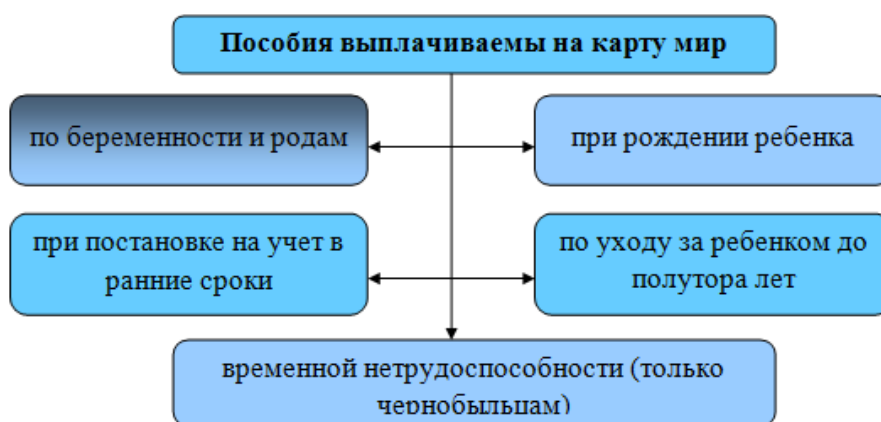 Пособия выплачиваемы на карту мир
по беременности и родам
при рождении ребенка
при постановке на учет в
ранние сроки
по уходу за ребенком до
полутора лет
временной нетрудоспособности (только
чернобыльцам)